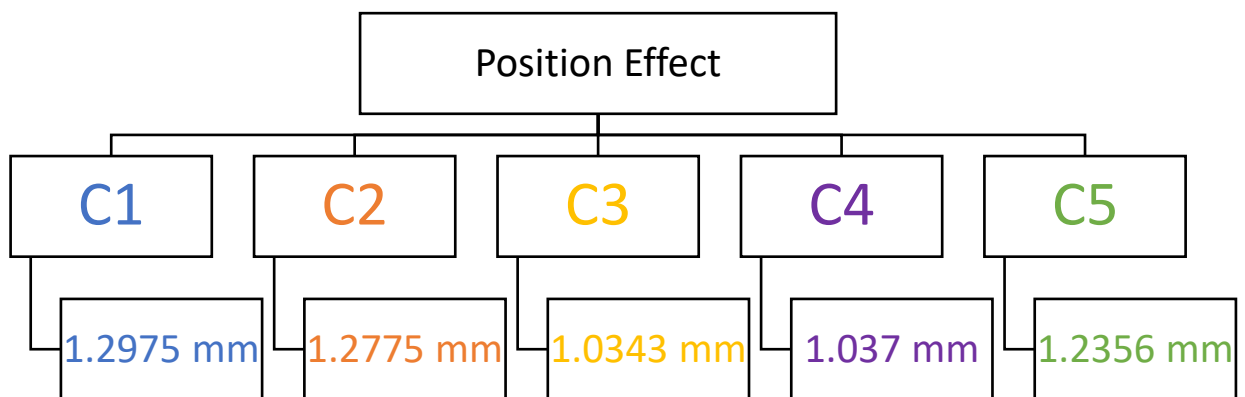 Position Effect
C1
C2
C3
C4
C5
1.2975 mm
1.2775 mm
1.0343 mm
1.037 mm
1.2356 mm